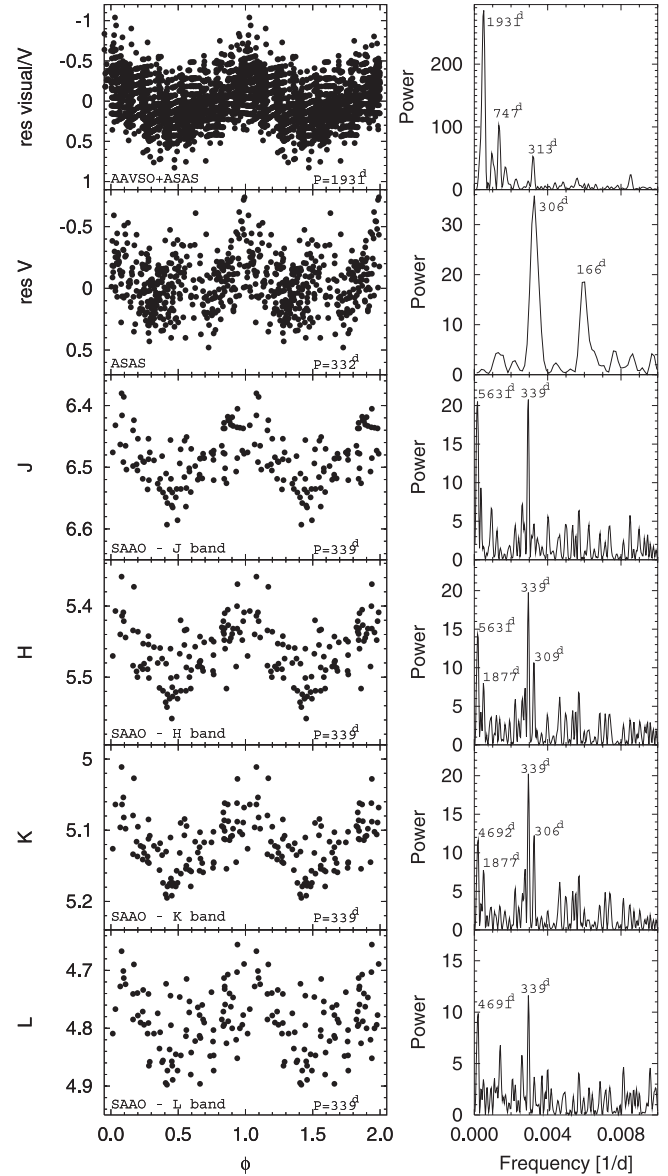 res visual/V
-1
-0.5
0
0.5
1
AAVSO+ASAS
P=1931d
Power
200
100
0
1931d
747d
313d
res V
-0.5
0
0.5
ASAS
P=332d
Power
30
20
10
0
306d
166d
J
6.4
6.5
6.6
SAAO - J band
P=339d
Power
20
15
10
5
0
5631d
339d
H
5.4
5.5
SAAO - H band
P=339d
Power
20
15
10
5
0
5631d
1877d
339d
309d
K
5
5.1
5.2
SAAO - K band
P=339d
Power
20
15
10
5
0
4692d
1877d
339d
306d
L
4.7
4.8
4.9
SAAO - L band
P=339d
Power
15
10
5
0
4691d
339d
0.0 0.5 1.0 1.5 2.0
ϕ
0.000 0.004 0.008
Frequency [1/d]